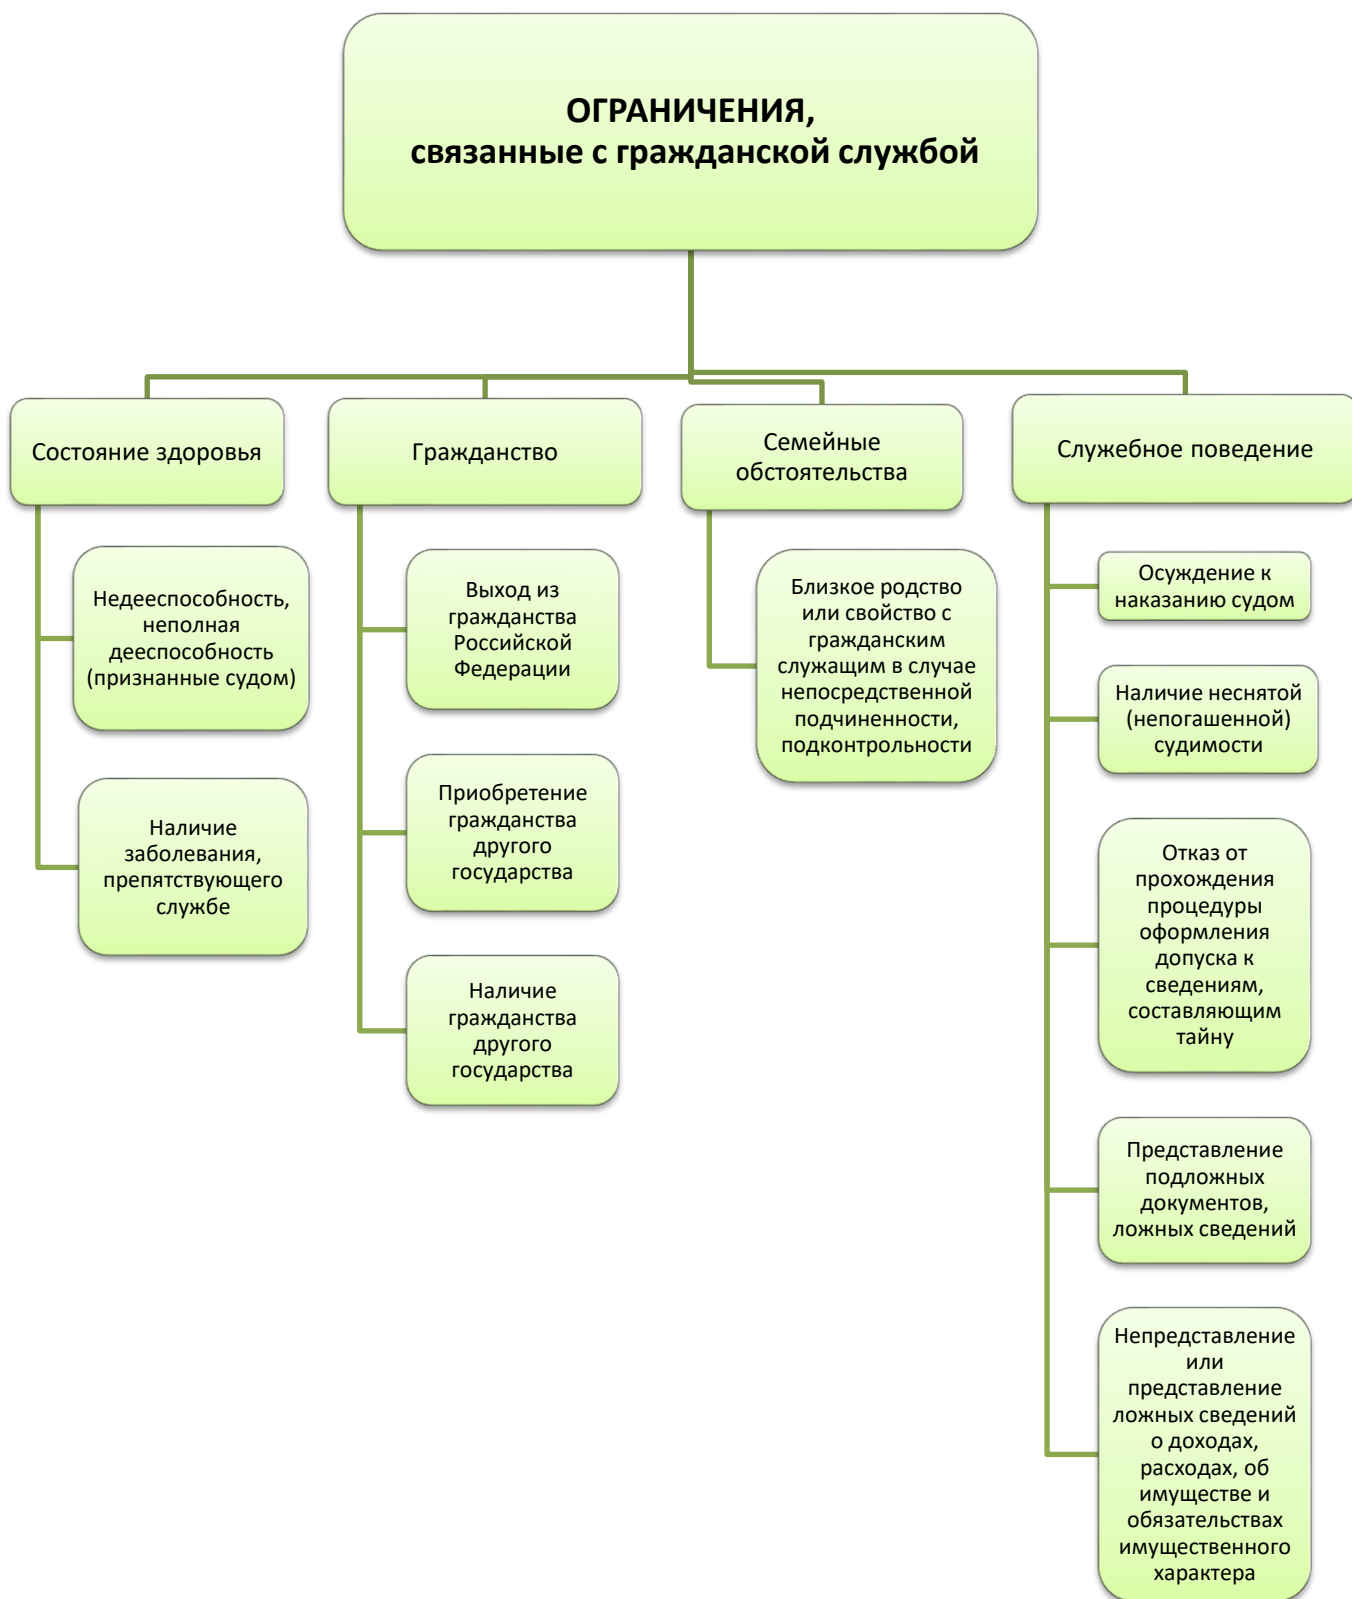 ОГРАНИЧЕНИЯ,
связанные с гражданской службой
Состояние здоровья
Недееспособность,
неполная
дееспособность
(признанные судом)
Наличие
заболевания,
препятствующего
службе
Гражданство
Выход из
гражданства
Российской
Федерации
Приобретение
гражданства
другого
государства
Наличие
гражданства
другого
государства
Семейные
обстоятельства
Близкое родство
или свойство с
гражданским
служащим в случае
непосредственной
подчиненности,
подконтрольности
Служебное поведение
Осуждение к
наказанию судом
Наличие неснятой
(непогашенной)
судимости
Отказ от
прохождения
процедуры
оформления
допуска к
сведениям,
составляющим
тайну
Представление
подложных
документов,
ложных сведений
Непредставление
или
представление
ложных сведений
о доходах,
расходах, об
имуществе и
обязательствах
имущественного
характера